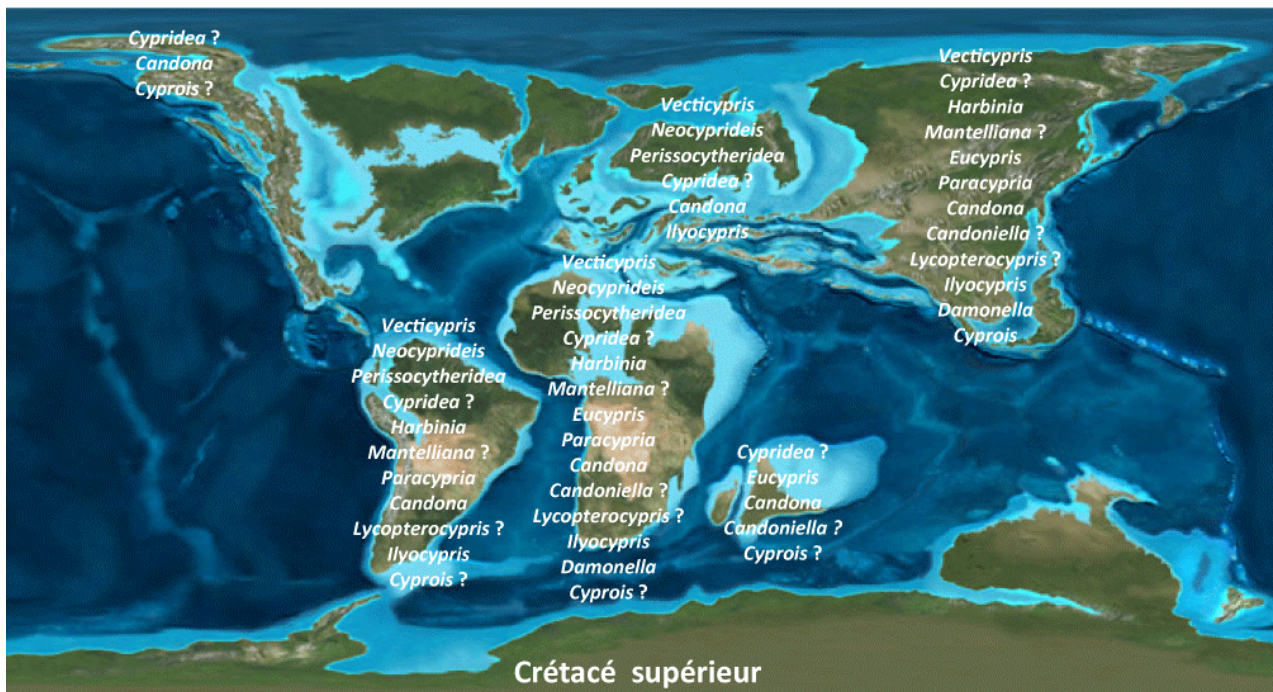 Cypridea ?
Candona
Cyprois ?
Vecticypris
Cypridea ?
Harbinia
Mantelliana ?
Eucypris
Paracypria
Candona
Candoniella ?
Lycopterocypris ?
Ilyocypris
Damonella
Cyprois
Vecticypris
Neocyprideis
Perissocytheridea
Cypridea ?
Candona
Ilyocypris
Vecticypris
Neocyprideis
Perissocytheridea
Cypridea ?
Harbinia
Mantelliana ?
Eucypris
Paracypria
Candona
Candoniella ?
Lycopterocypris ?
Ilyocypris
Damonella
Cyprois ?
Vecticypris
Neocyprideis
Perissocytheridea
Cypridea ?
Harbinia
Mantelliana ?
Paracypria
Candona
Lycopterocypris ?
Ilyocypris
Cyprois ?
Cypridea ?
Eucypris
Candona
Candoniella ?
Cyprois ?
Crétacé supérieur